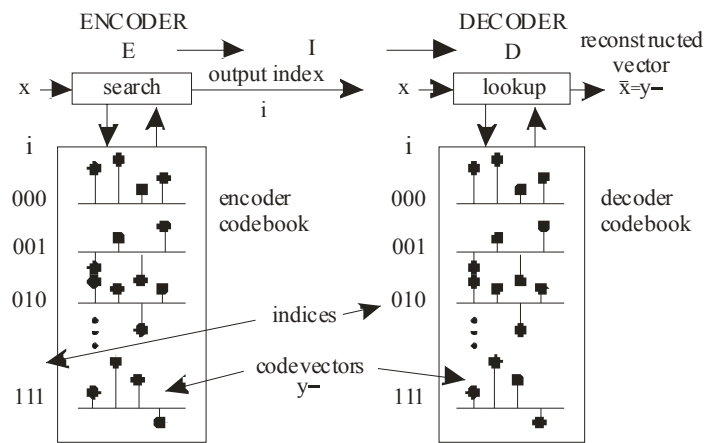 ENCODER
E
I
DECODER
D
reconstructed
vector
x̄=y–
x
search
output index
i
x
lookup
i
000
001
010
111
encoder
codebook
i
000
001
010
111
decoder
codebook
indices
codevectors
y–